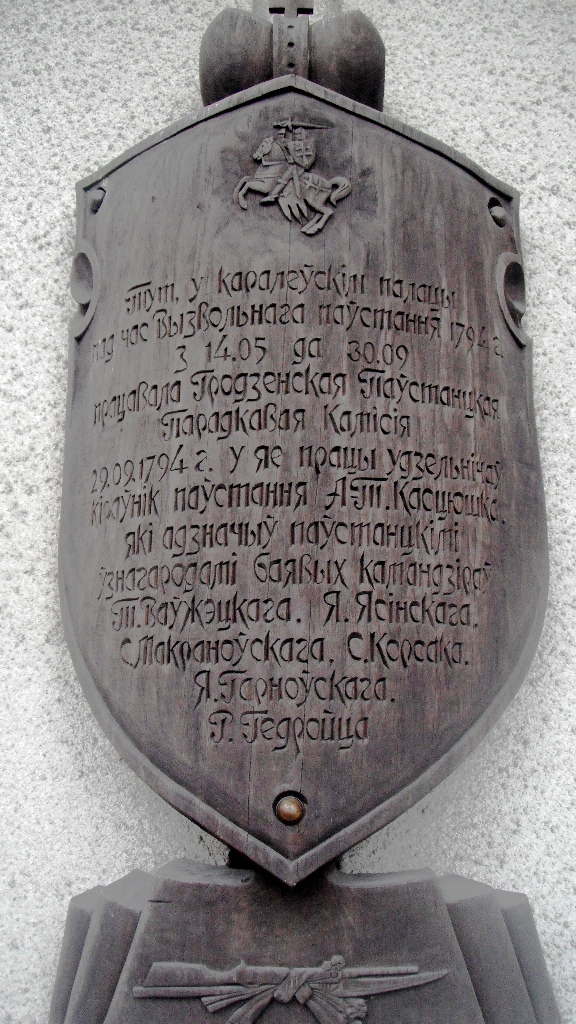 Тут, у каралеўскім палацы
пад час Вызвольнага паўстання 1794 г.
з 14.05 да 30.09
працавала Гродзенская Паўстанцкая
Парадкавая Камісія
29.09.1794 г. у яе працы удзельнічаў
кіраўнік паўстання А-Т. Касцюшка.
які адзначыў паўстанцкімі
ўзнагародамі баявых камандзіраў
Т. Ваўжэцкага. Я. Ясінскага.
С. Макраноўскага. С. Корсака.
Я. Гарноўскага.
Р. Гедройца